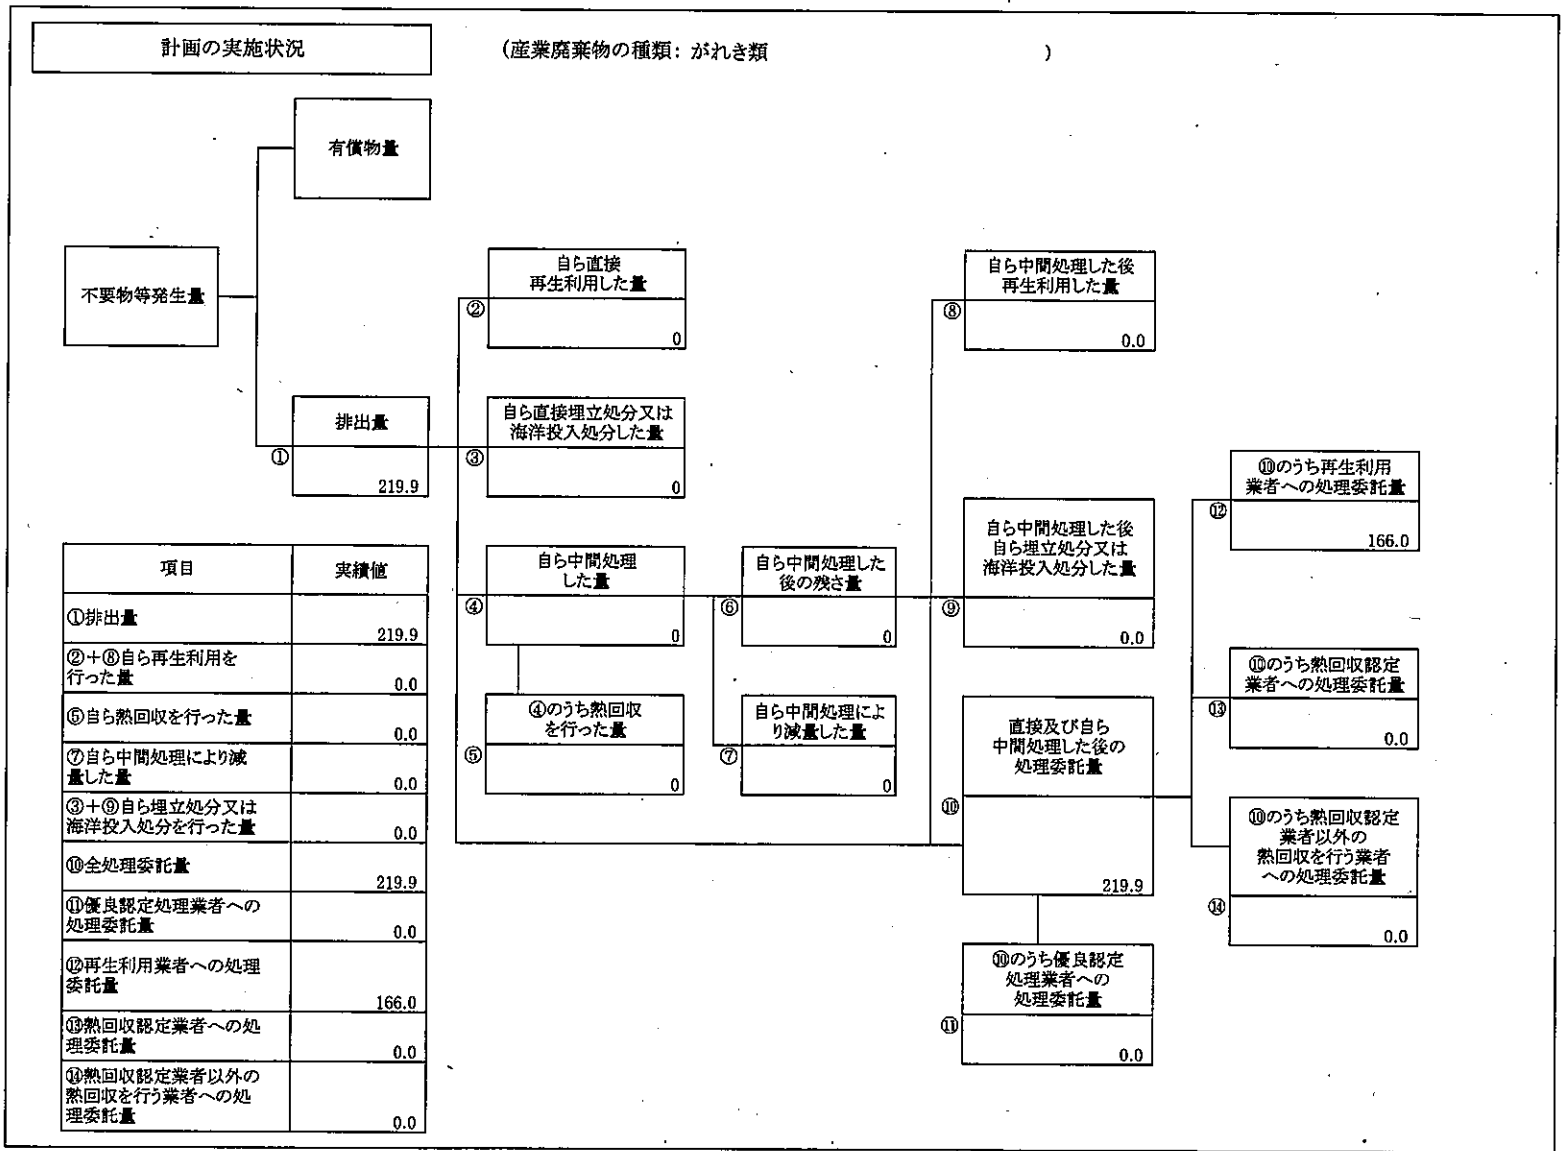 計画の実施状況
(産業廃棄物の種類: がれき類 )
有償物量
不要物等発生量
排出量
①
219.9
自ら直接
再生利用した量
②
0
自ら直接埋立処分又は
海洋投入処分した量
③
0
自ら中間処理
した量
④
0
④のうち熱回収
を行った量
⑤
0
自ら中間処理した
後の残さ量
⑥
0
自ら中間処理によ
り減量した量
⑦
0
自ら中間処理した後
再生利用した量
⑧
0.0
自ら中間処理した後
自ら埋立処分又は
海洋投入処分した量
⑨
0.0
直接及び自ら
中間処理した後の
処理委託量
⑩
219.9
⑩のうち優良認定
処理業者への
処理委託量
⑪
0.0
⑩のうち再生利用
業者への処理委託量
⑫
166.0
⑩のうち熱回収認定
業者への処理委託量
⑬
0.0
⑩のうち熱回収認定
業者以外の
熱回収を行う業者
への処理委託量
⑭
0.0
項目 実績値
①排出量
219.9
②+⑧自ら再生利用を
行った量
0.0
⑤自ら熱回収を行った量
0.0
⑦自ら中間処理により減
量した量
0.0
③+⑨自ら埋立処分又は
海洋投入処分を行った量
0.0
⑩全処理委託量
219.9
⑪優良認定処理業者への
処理委託量
0.0
⑫再生利用業者への処理
委託量
166.0
⑬熱回収認定業者への処
理委託量
0.0
⑭熱回収認定業者以外の
熱回収を行う業者への処
理委託量
0.0